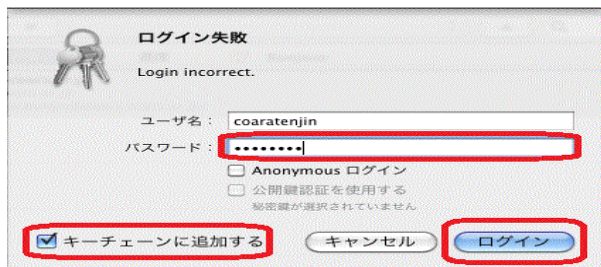 ログイン失敗
Login incorrect.
ユーザ名： coaratenjin
パスワード： ••••••••
Anonymous ログイン
公開鍵認証を使用する
秘密鍵が選択されていません
キーチェーンに追加する キャンセル ログイン